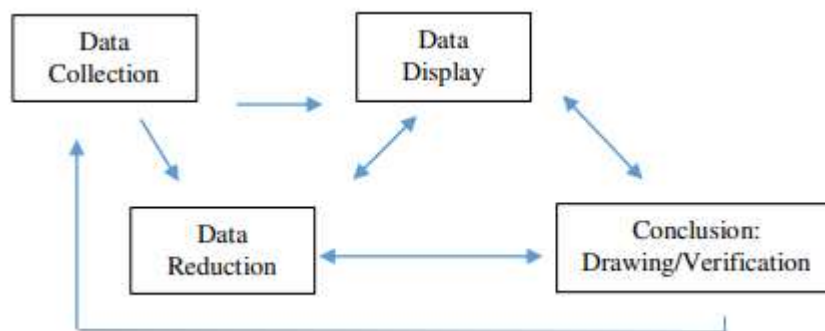 Data
Collection
Data
Display
Data
Reduction
Conclusion:
Drawing/Verification